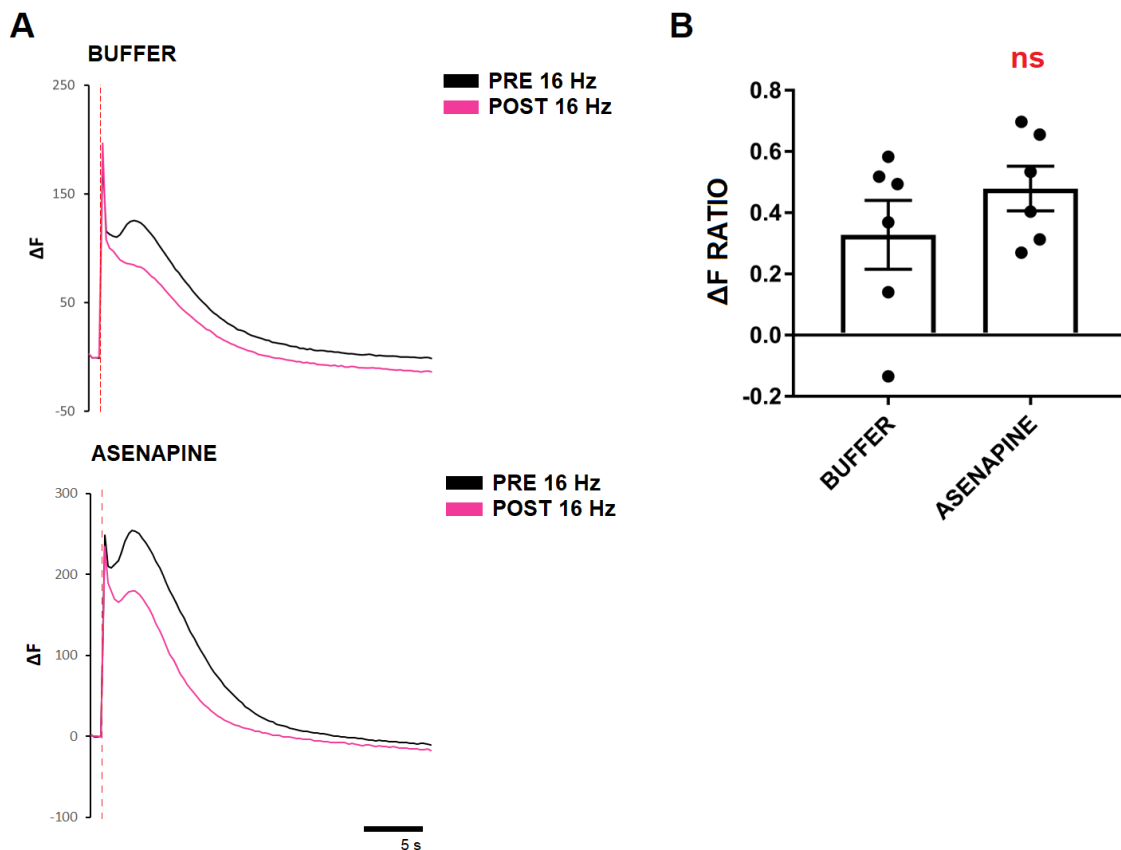 A
BUFFER
PRE 16 Hz
POST 16 Hz
250
150
50
-50
ΔF
ASENAPINE
PRE 16 Hz
POST 16 Hz
300
200
100
0
-100
ΔF
5 s
B
ns
0.8
0.6
0.4
0.2
0.0
-0.2
ΔF RATIO
BUFFER
ASENAPINE